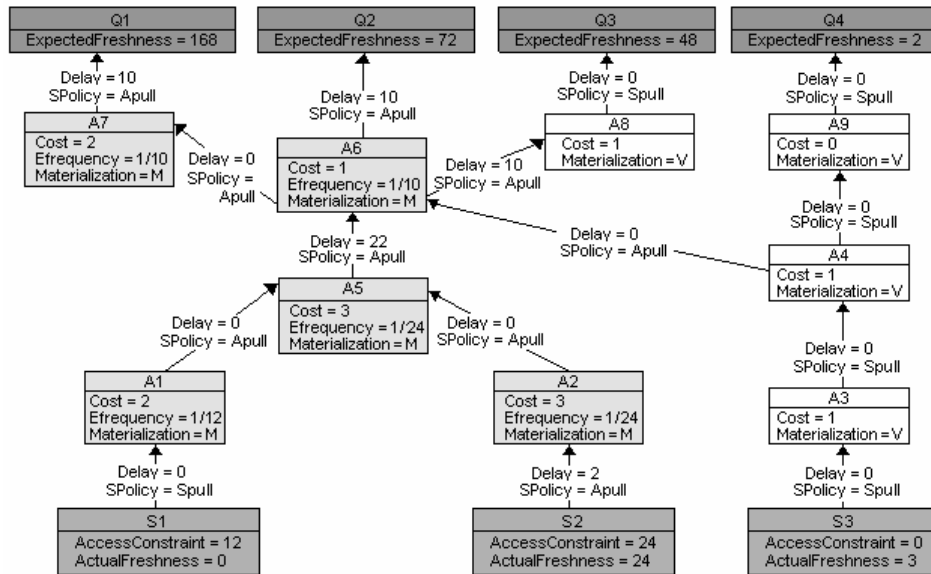 Q1
ExpectedFreshness = 168
Q2
ExpectedFreshness = 72
Q3
ExpectedFreshness = 48
Q4
ExpectedFreshness = 2
Delay = 10
SPolicy = Apull
Delay = 10
SPolicy = Apull
Delay = 0
SPolicy = Spull
Delay = 0
SPolicy = Spull
A7
Cost = 2
Efrequency = 1/10
Materialization = M
Delay = 0
SPolicy =
Apull
A6
Cost = 1
Efrequency = 1/10
Materialization = M
Delay = 10
SPolicy = Apull
A8
Cost = 1
Materialization = V
A9
Cost = 0
Materialization = V
Delay = 22
SPolicy = Apull
Delay = 0
SPolicy = Apull
Delay = 0
SPolicy = Spull
A5
Cost = 3
Efrequency = 1/24
Materialization = M
A4
Cost = 1
Materialization = V
Delay = 0
SPolicy = Apull
Delay = 0
SPolicy = Apull
Delay = 0
SPolicy = Spull
A1
Cost = 2
Efrequency = 1/12
Materialization = M
A2
Cost = 3
Efrequency = 1/24
Materialization = M
A3
Cost = 1
Materialization = V
Delay = 0
SPolicy = Spull
Delay = 2
SPolicy = Apull
Delay = 0
SPolicy = Spull
S1
AccessConstraint = 12
ActualFreshness = 0
S2
AccessConstraint = 24
ActualFreshness = 24
S3
AccessConstraint = 0
ActualFreshness = 3